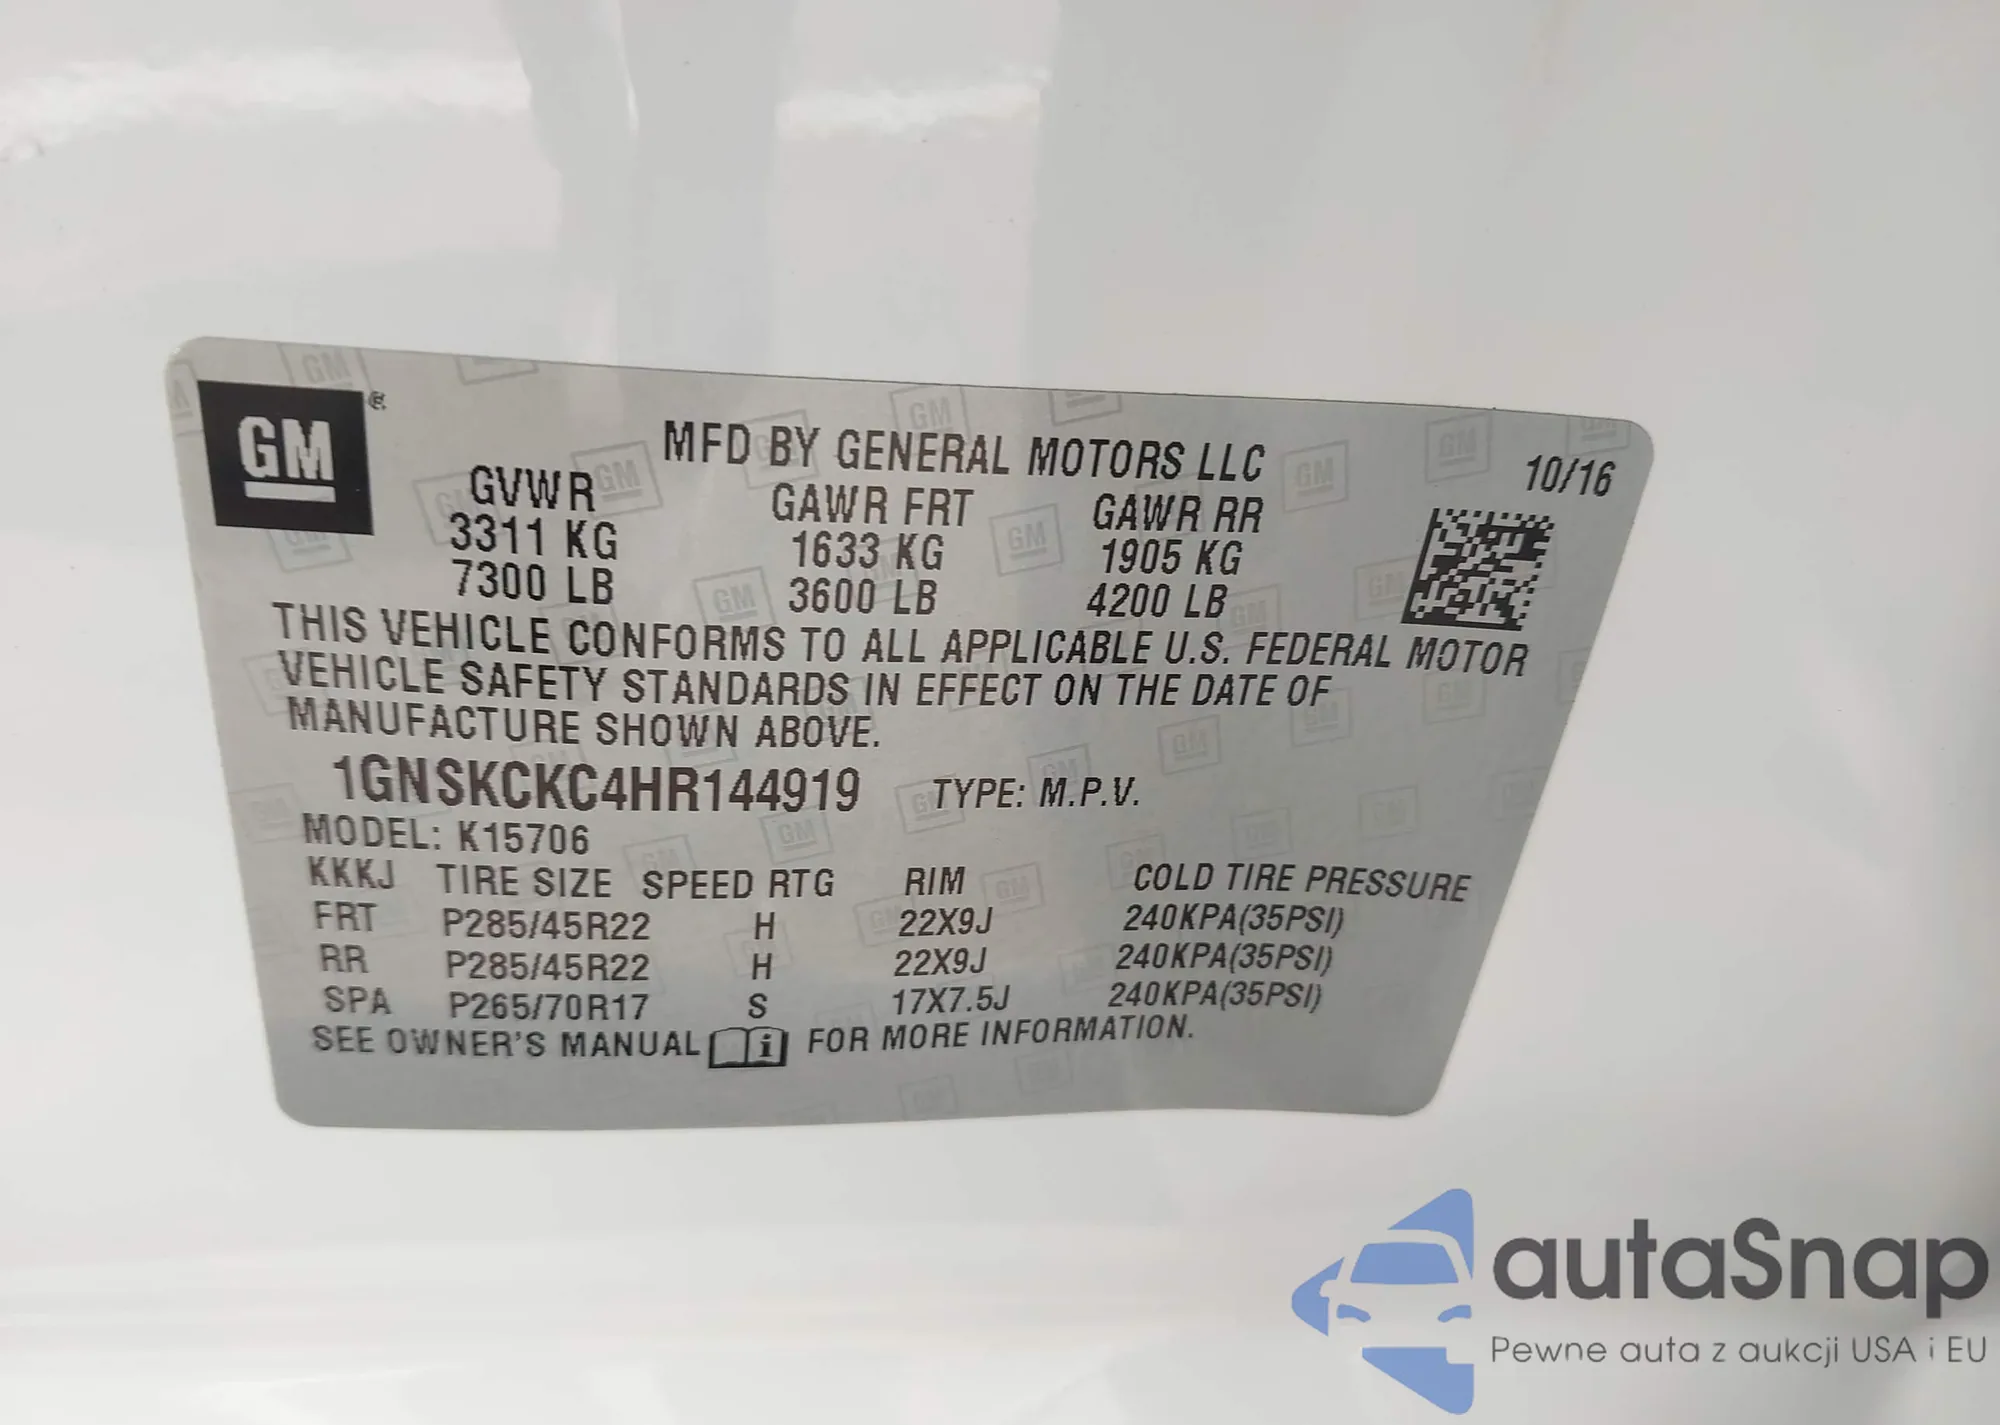 GM
MFD BY GENERAL MOTORS LLC
10/16
GVWR GAWR FRT GAWR RR
3311 KG 1633 KG 1905 KG
7300 LB 3600 LB 4200 LB
THIS VEHICLE CONFORMS TO ALL APPLICABLE U.S. FEDERAL MOTOR
VEHICLE SAFETY STANDARDS IN EFFECT ON THE DATE OF
MANUFACTURE SHOWN ABOVE.
1GNSKCKC4HR144919 TYPE: M.P.V.
MODEL: K15706
KKKJ TIRE SIZE SPEED RTG RIM COLD TIRE PRESSURE
FRT P285/45R22 H 22X9J 240KPA(35PSI)
RR P285/45R22 H 22X9J 240KPA(35PSI)
SPA P265/70R17 S 17X7.5J 240KPA(35PSI)
SEE OWNER'S MANUAL i FOR MORE INFORMATION.
autaSnap
Pewne auta z aukcji USA i EU